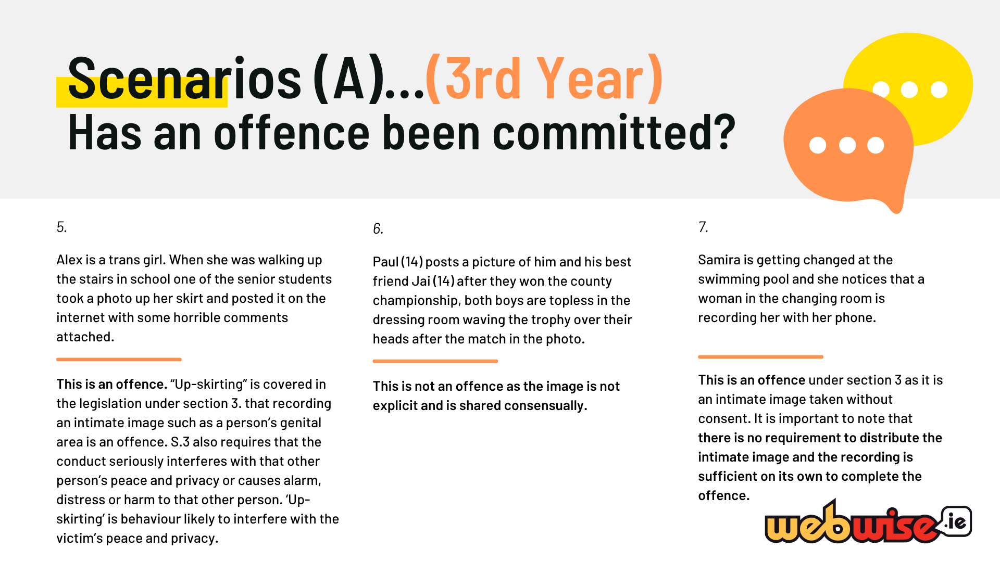 Scenarios (A)...(3rd Year)
Has an offence been committed?
5.
Alex is a trans girl. When she was walking up
the stairs in school one of the senior students
took a photo up her skirt and posted it on the
internet with some horrible comments
attached.
This is an offence. “Up-skirting” is covered in
the legislation under section 3. that recording
an intimate image such as a person’s genital
area is an offence. S.3 also requires that the
conduct seriously interferes with that other
person’s peace and privacy or causes alarm,
distress or harm to that other person. ‘Up-
skirting’ is behaviour likely to interfere with the
victim’s peace and privacy.
6.
Paul (14) posts a picture of him and his best
friend Jai (14) after they won the county
championship, both boys are topless in the
dressing room waving the trophy over their
heads after the match in the photo.
This is not an offence as the image is not
explicit and is shared consensually.
7.
Samira is getting changed at the
swimming pool and she notices that a
woman in the changing room is
recording her with her phone.
This is an offence under section 3 as it is
an intimate image taken without
consent. It is important to note that
there is no requirement to distribute the
intimate image and the recording is
sufficient on its own to complete the
offence.
webwise.ie